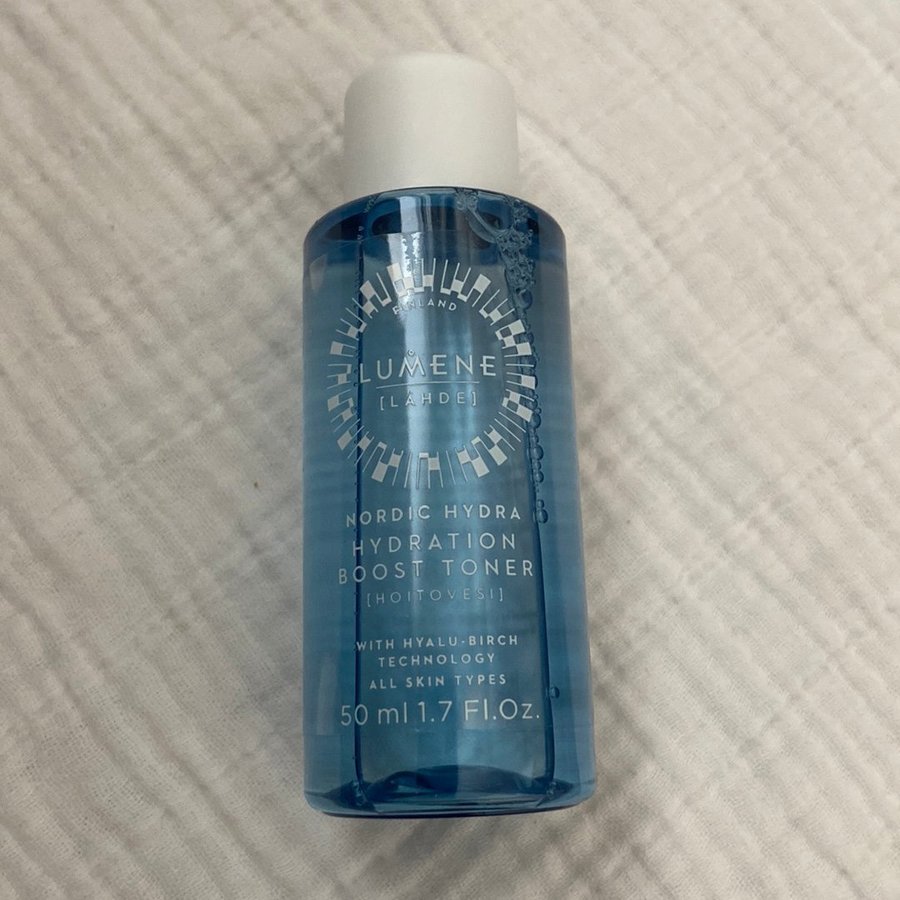 FINLAND
LUMENE
[LÄHDE]
NORDIC HYDRA
HYDRATION
BOOST TONER
[HOITOVESI]
WITH HYALU-BIRCH
TECHNOLOGY
ALL SKIN TYPES
50 ml 1.7 Fl.Oz.